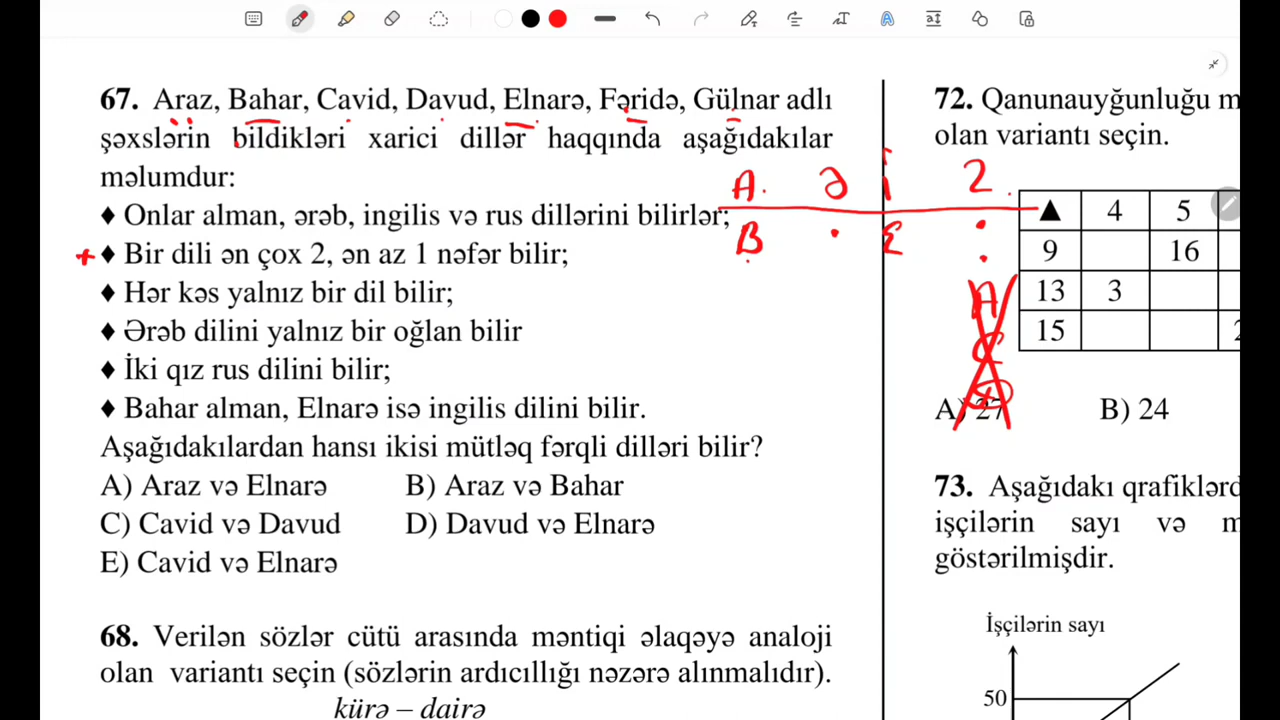 67. Araz, Bahar, Cavid, Davud, Elnarə, Fəridə, Gülnar adlı
şəxslərin bildikləri xarici dillər haqqında aşağıdakılar
məlumdur:
♦ Onlar alman, ərəb, ingilis və rus dillərini bilirlər;
♦ Bir dili ən çox 2, ən az 1 nəfər bilir;
♦ Hər kəs yalnız bir dil bilir;
♦ Ərəb dilini yalnız bir oğlan bilir
♦ İki qız rus dilini bilir;
♦ Bahar alman, Elnarə isə ingilis dilini bilir.
Aşağıdakılardan hansı ikisi mütləq fərqli dilləri bilir?
A) Araz və Elnarə B) Araz və Bahar
C) Cavid və Davud D) Davud və Elnarə
E) Cavid və Elnarə
68. Verilən sözlər cütü arasında məntiqi əlaqəyə analoji
olan variantı seçin (sözlərin ardıcıllığı nəzərə alınmalıdır).
kürə – dairə
A. Ə İ 2
B E
A
C
72. Qanunauyğunluğu m
olan variantı seçin.
▲ 4 5
9 16
13 3
15 2
A) 27 B) 24
73. Aşağıdakı qrafiklərd
işçilərin sayı və m
göstərilmişdir.
İşçilərin sayı
50